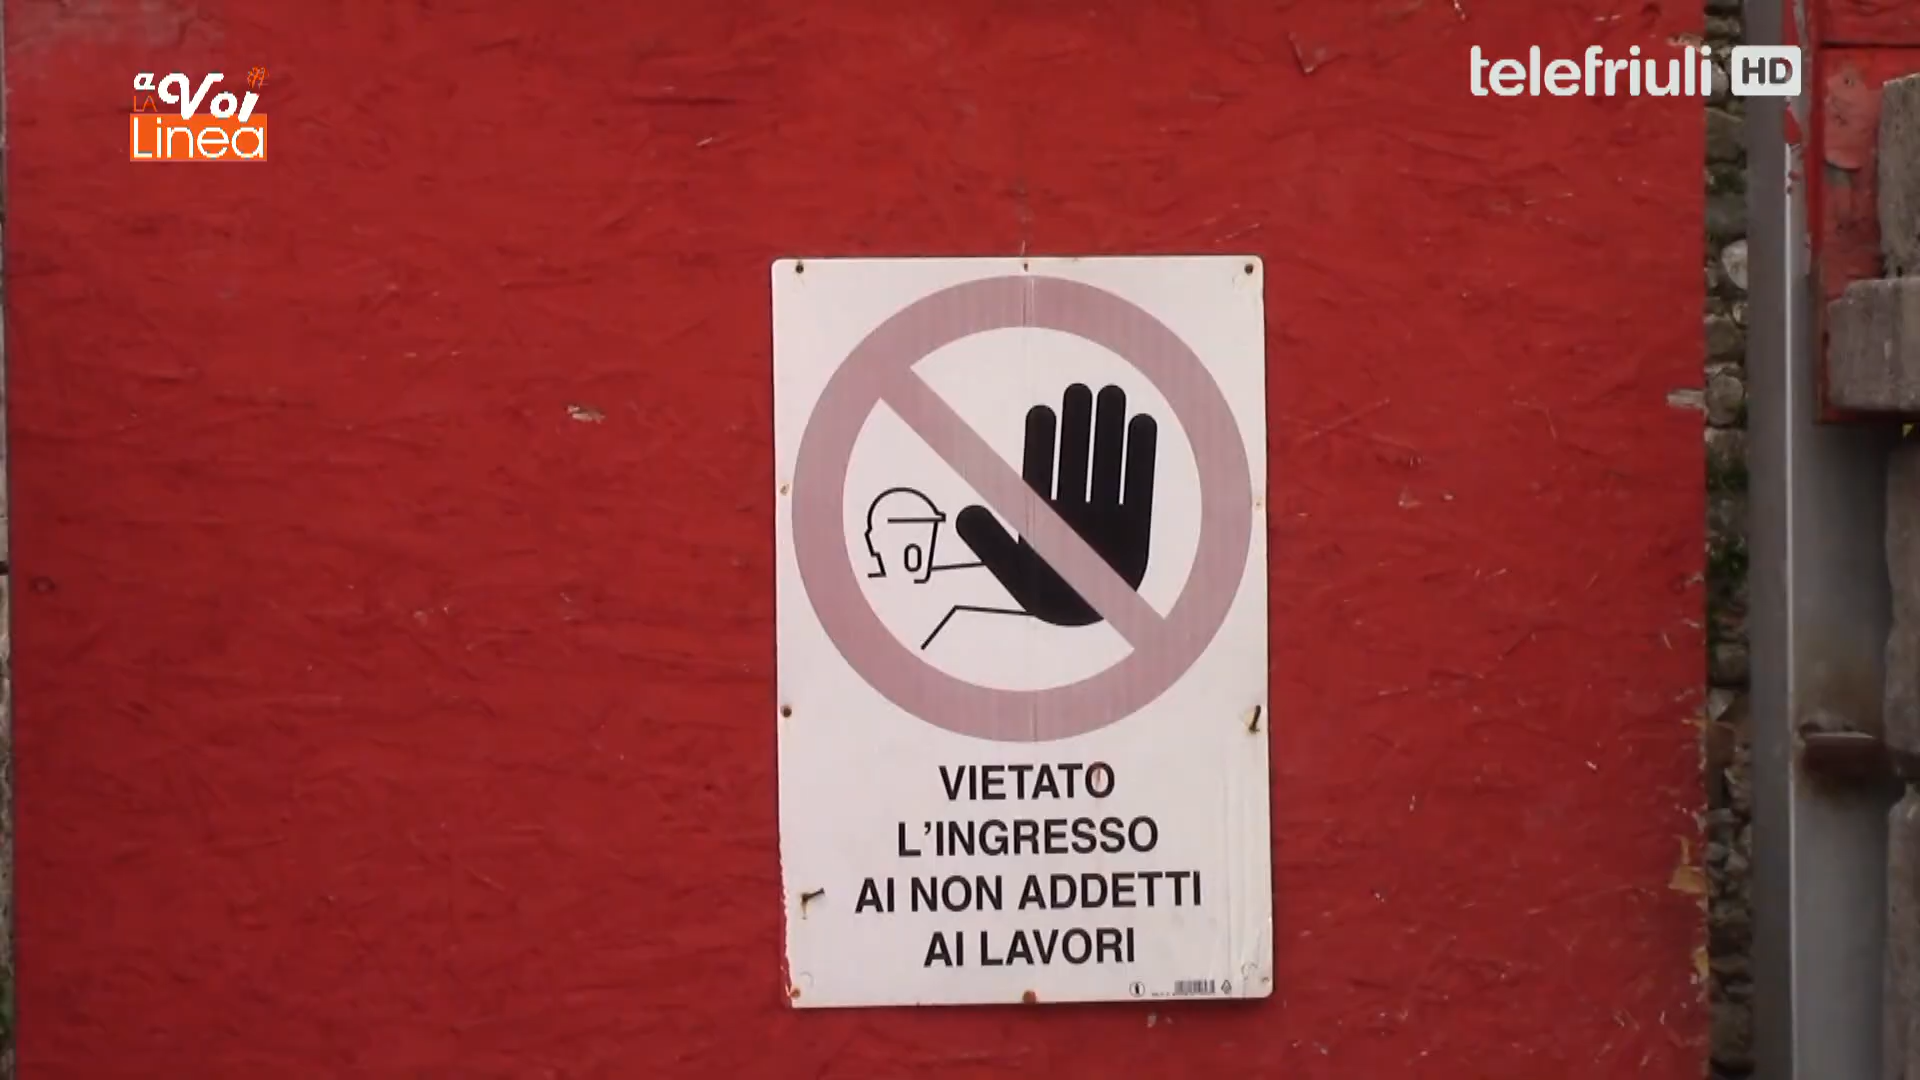 a Voi
LA
Linea
telefriuli HD
VIETATO
L'INGRESSO
AI NON ADDETTI
AI LAVORI